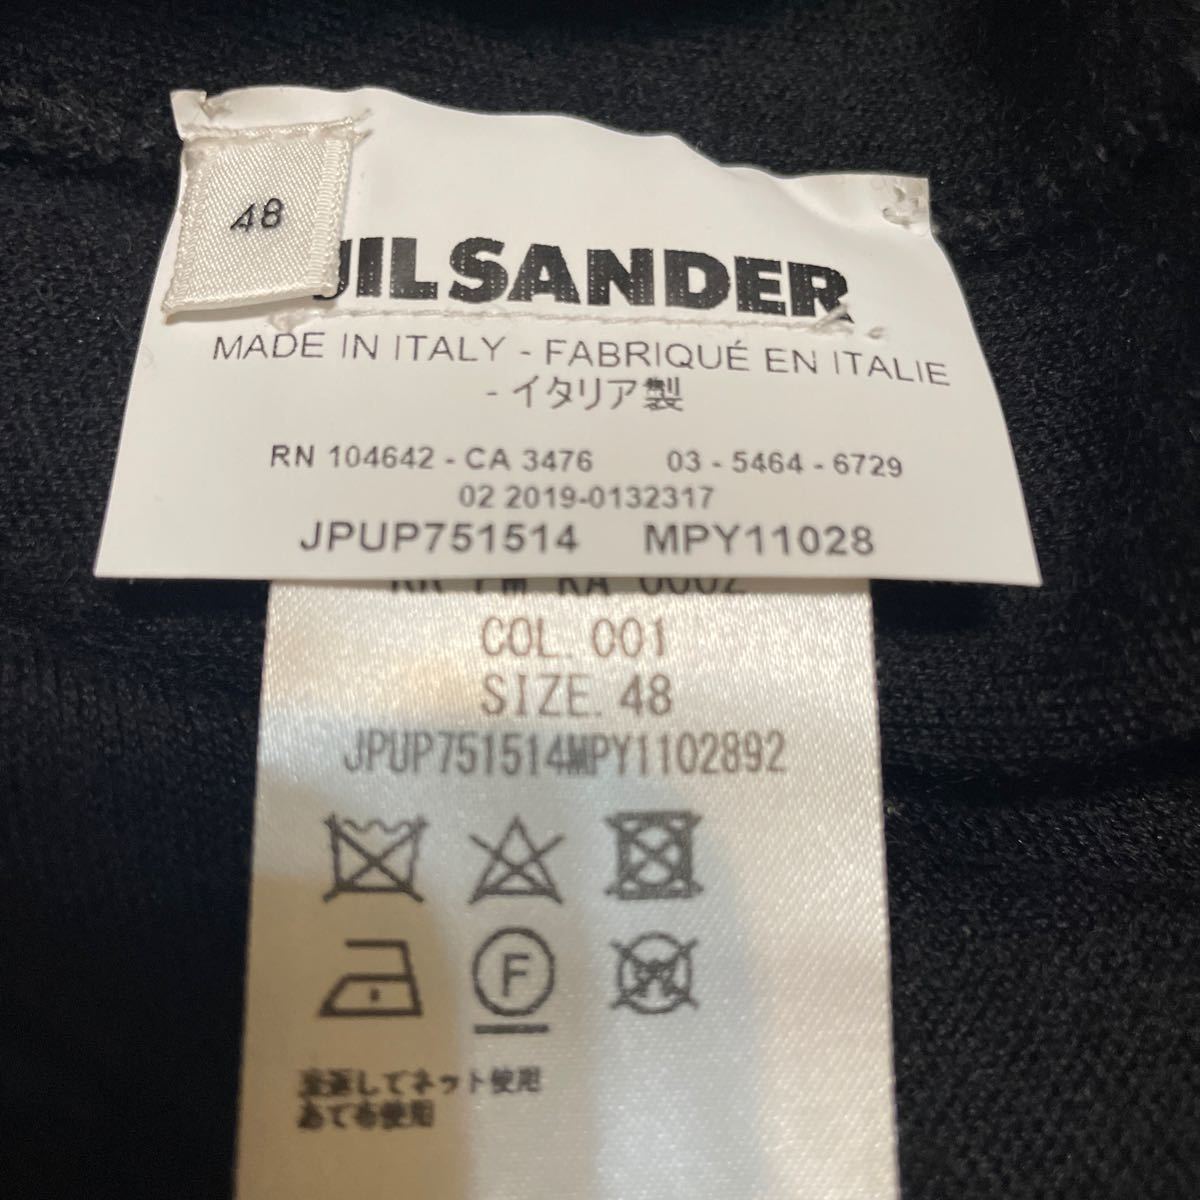 48
JIL SANDER
MADE IN ITALY - FABRIQUÉ EN ITALIE
- イタリア製
RN 104642 - CA 3476 03 - 5464 - 6729
02 2019-0132317
JPUP751514 MPY11028
COL. 001
SIZE. 48
JPUP751514MPY1102892
F
裏返してネット使用
あて布使用